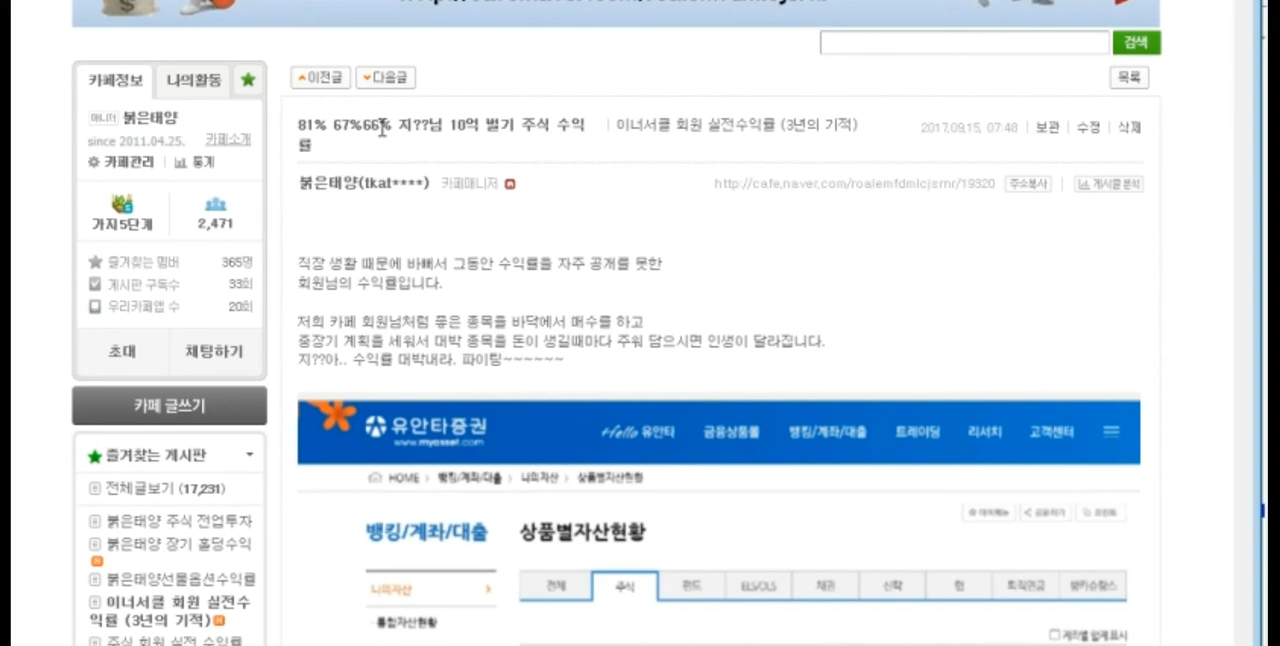 검색
카페정보 나의활동
이전글 다음글 목록
매니저 붉은태양
since 2011.04.25. 카페소개
카페관리 통계
가지5단계 2,471
즐겨찾는 멤버 365명
게시판 구독수 33회
우리카페앱 수 20회
초대 채팅하기
카페 글쓰기
즐겨찾는 게시판
전체글보기 (17,231)
붉은태양 주식 전업투자
붉은태양 장기 홀딩수익
붉은태양선물옵션수익률
이너서클 회원 실전수
익률 (3년의 기적)
주식 회원 실전 수익률
81% 67%66% 지??님 10억 벌기 주식 수익 이너서클 회원 실전수익률 (3년의 기적) 2017.09.15. 07:48 보관 수정 삭제
률
붉은태양(tkat****) 카페매니저 http://cafe.naver.com/roalemfdmlcjsrnr/19320 주소복사 게시물 분석
직장 생활 때문에 바빠서 그동안 수익률을 자주 공개를 못한
회원님의 수익률입니다.
저희 카페 회원님처럼 좋은 종목을 바닥에서 매수를 하고
중장기 계획을 세워서 대박 종목을 돈이 생길때마다 주워 담으시면 인생이 달라집니다.
지??아.. 수익률 대박내라. 파이팅~~~~~~
유안타증권
www.myasset.com
Hello 유안타 금융상품몰 뱅킹/계좌/대출 트레이딩 리서치 고객센터
HOME 뱅킹/계좌/대출 나의자산 상품별자산현황
뱅킹/계좌/대출 상품별자산현황
전체 주식 펀드 ELS/DLS 채권 신탁 랩 퇴직연금 방카슈랑스
나의자산
통합자산현황